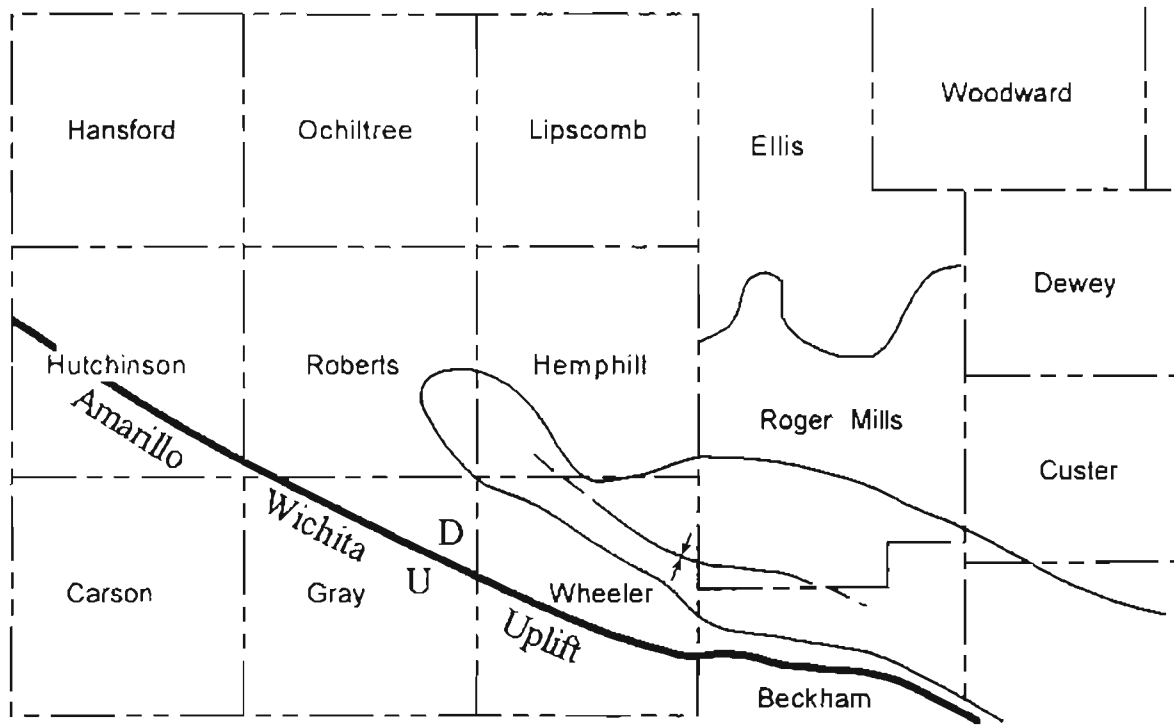 Woodward
Hansford
Ochiltree
Lipscomb
Ellis
Dewey
Hutchinson
Roberts
Hemphill
Amarillo
Roger Mills
Custer
Wichita
D
U
Carson
Gray
Wheeler
Uplift
Beckham